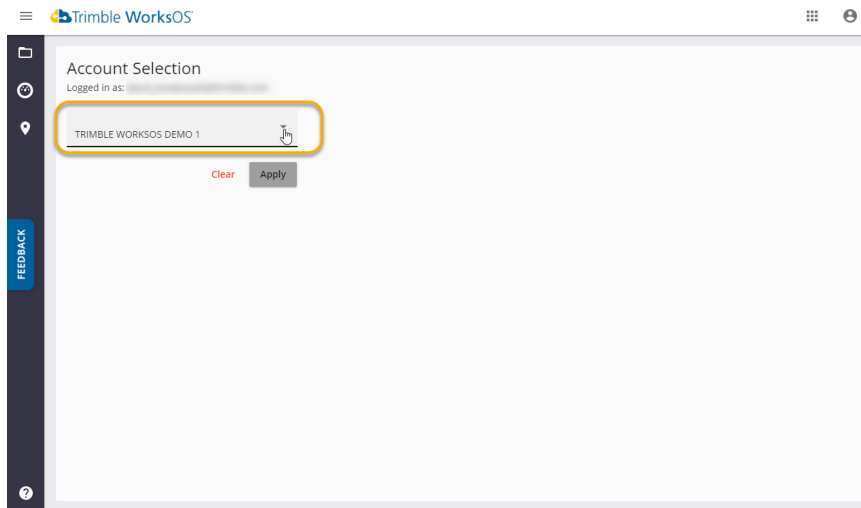 Trimble WorksOS
Account Selection
Logged in as:
TRIMBLE WORKSOS DEMO 1
Clear
Apply
FEEDBACK
?